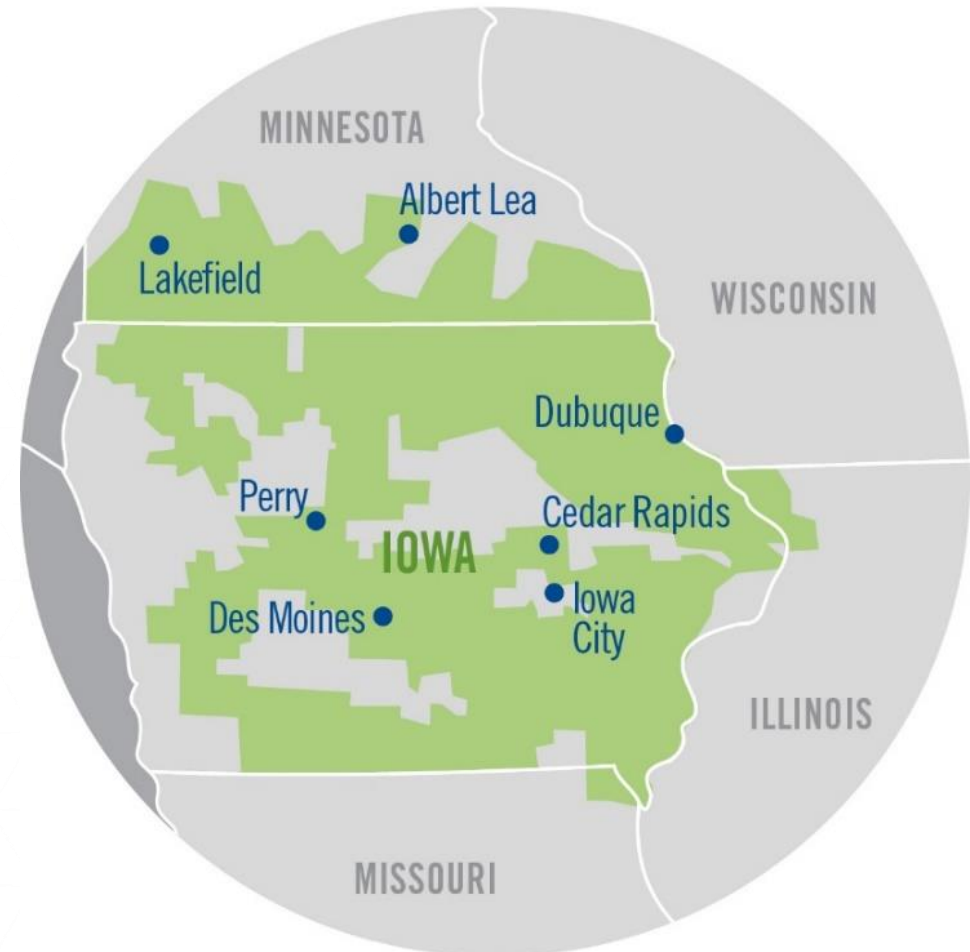 MINNESOTA
Albert Lea
Lakefield
WISCONSIN
Dubuque
Perry
Cedar Rapids
IOWA
Des Moines
Iowa
City
ILLINOIS
MISSOURI